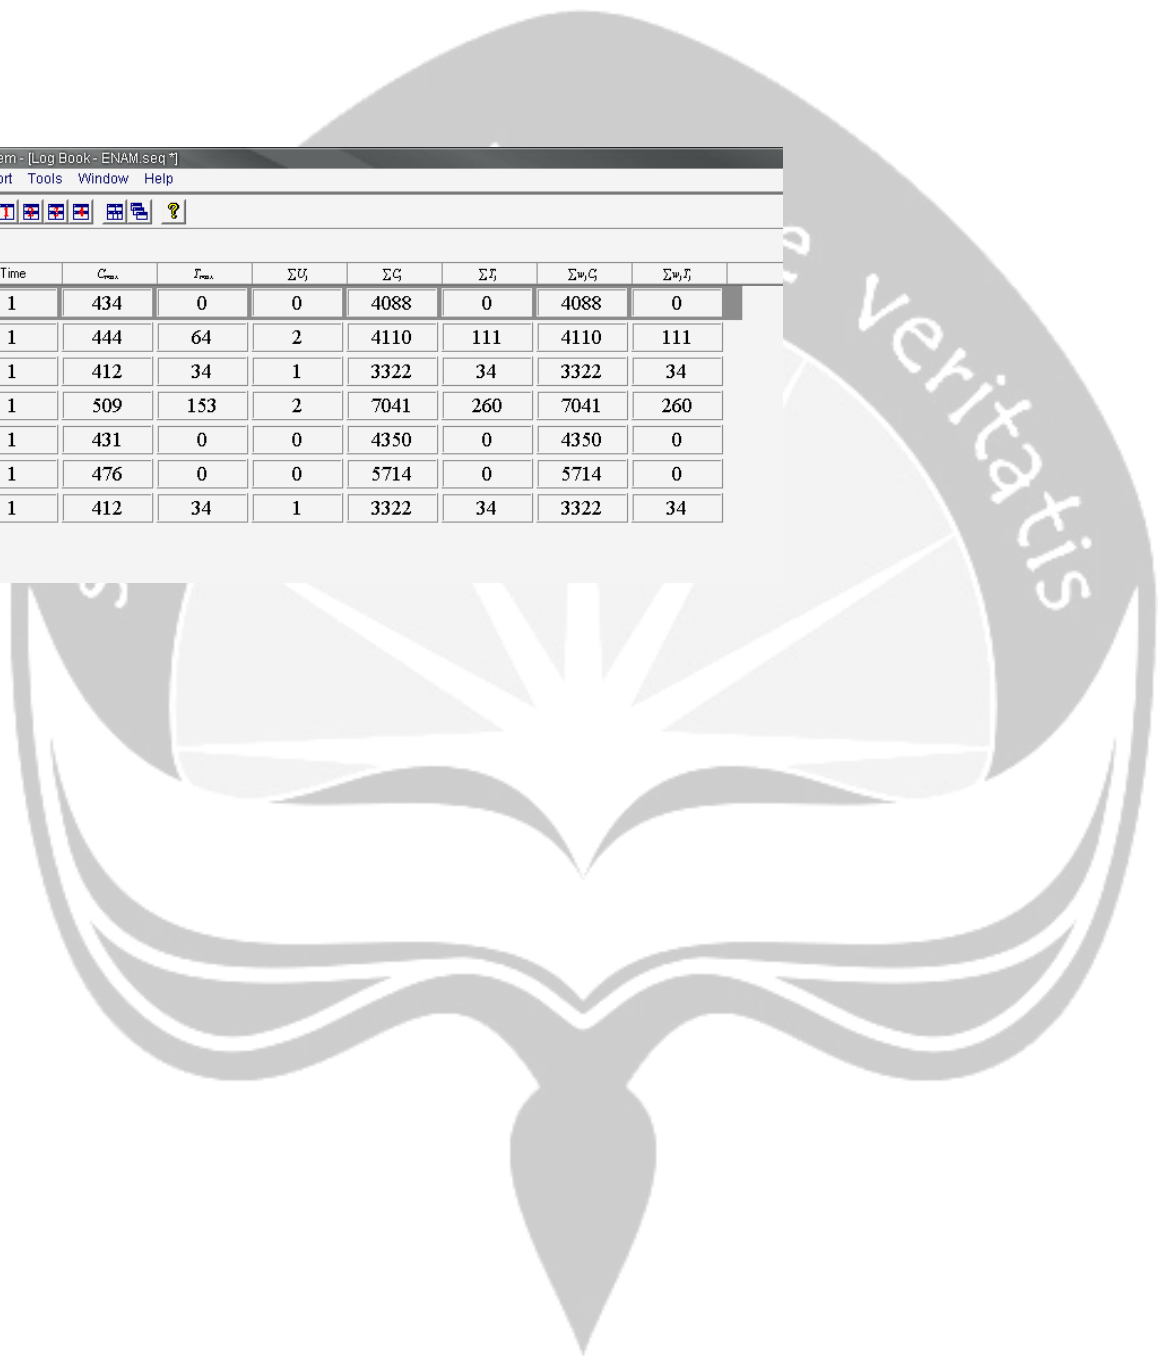 em - [Log Book - ENAM.seq *]
ort Tools Window Help
Time Cmax Tmax ΣUj ΣCj ΣTj ΣwjCj ΣwjTj
1 434 0 0 4088 0 4088 0
1 444 64 2 4110 111 4110 111
1 412 34 1 3322 34 3322 34
1 509 153 2 7041 260 7041 260
1 431 0 0 4350 0 4350 0
1 476 0 0 5714 0 5714 0
1 412 34 1 3322 34 3322 34
e veritatis
s